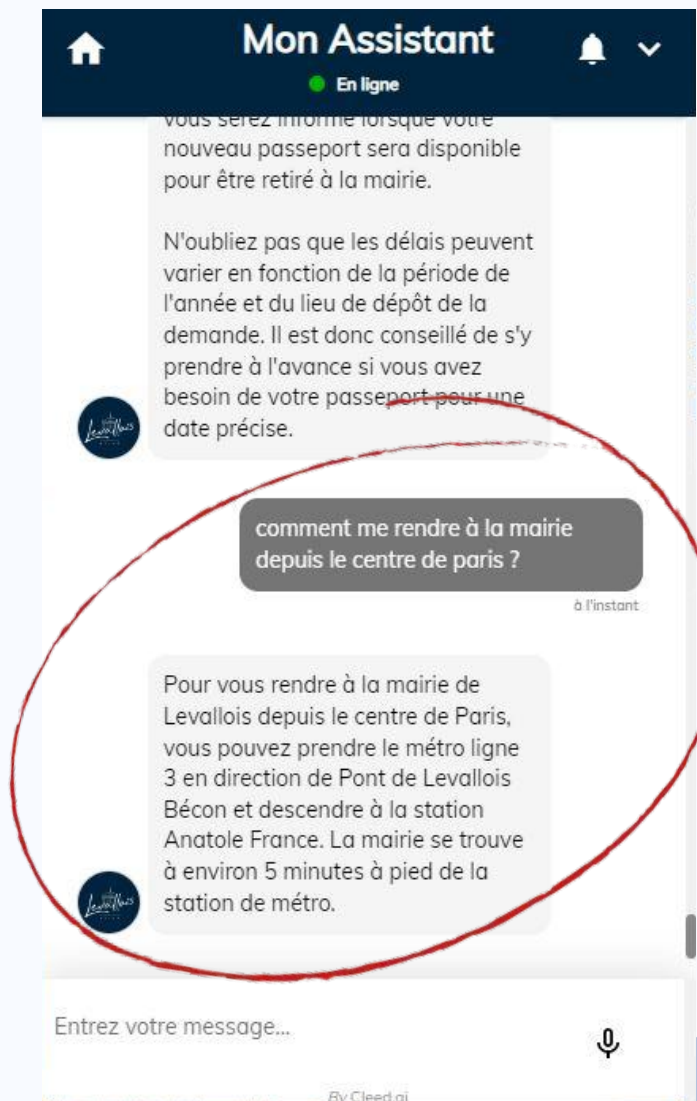 Mon Assistant
En ligne
vous serez informé lorsque votre
nouveau passeport sera disponible
pour être retiré à la mairie.
N'oubliez pas que les délais peuvent
varier en fonction de la période de
l'année et du lieu de dépôt de la
demande. Il est donc conseillé de s'y
prendre à l'avance si vous avez
besoin de votre passeport pour une
date précise.
Levallois
comment me rendre à la mairie
depuis le centre de paris ?
à l'instant
Pour vous rendre à la mairie de
Levallois depuis le centre de Paris,
vous pouvez prendre le métro ligne
3 en direction de Pont de Levallois
Bécon et descendre à la station
Anatole France. La mairie se trouve
à environ 5 minutes à pied de la
station de métro.
Levallois
Entrez votre message...
By Cleed.ai